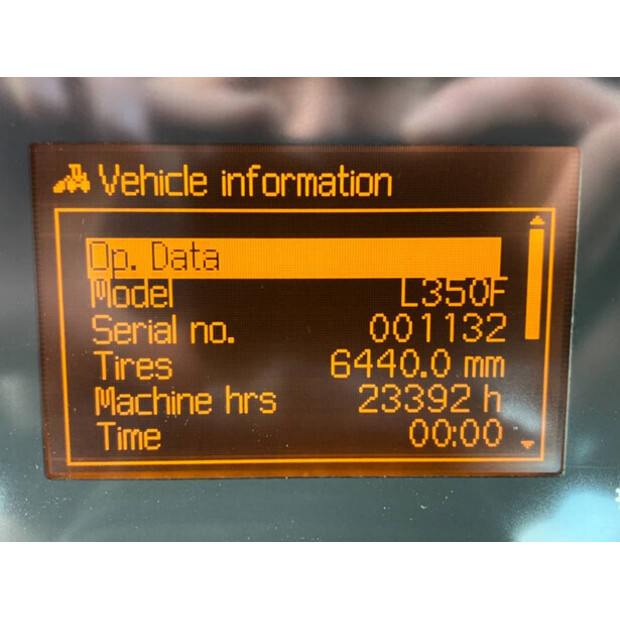 Vehicle information
Op. Data
Model L350F
Serial no. 001132
Tires 6440.0 mm
Machine hrs 23392 h
Time 00:00